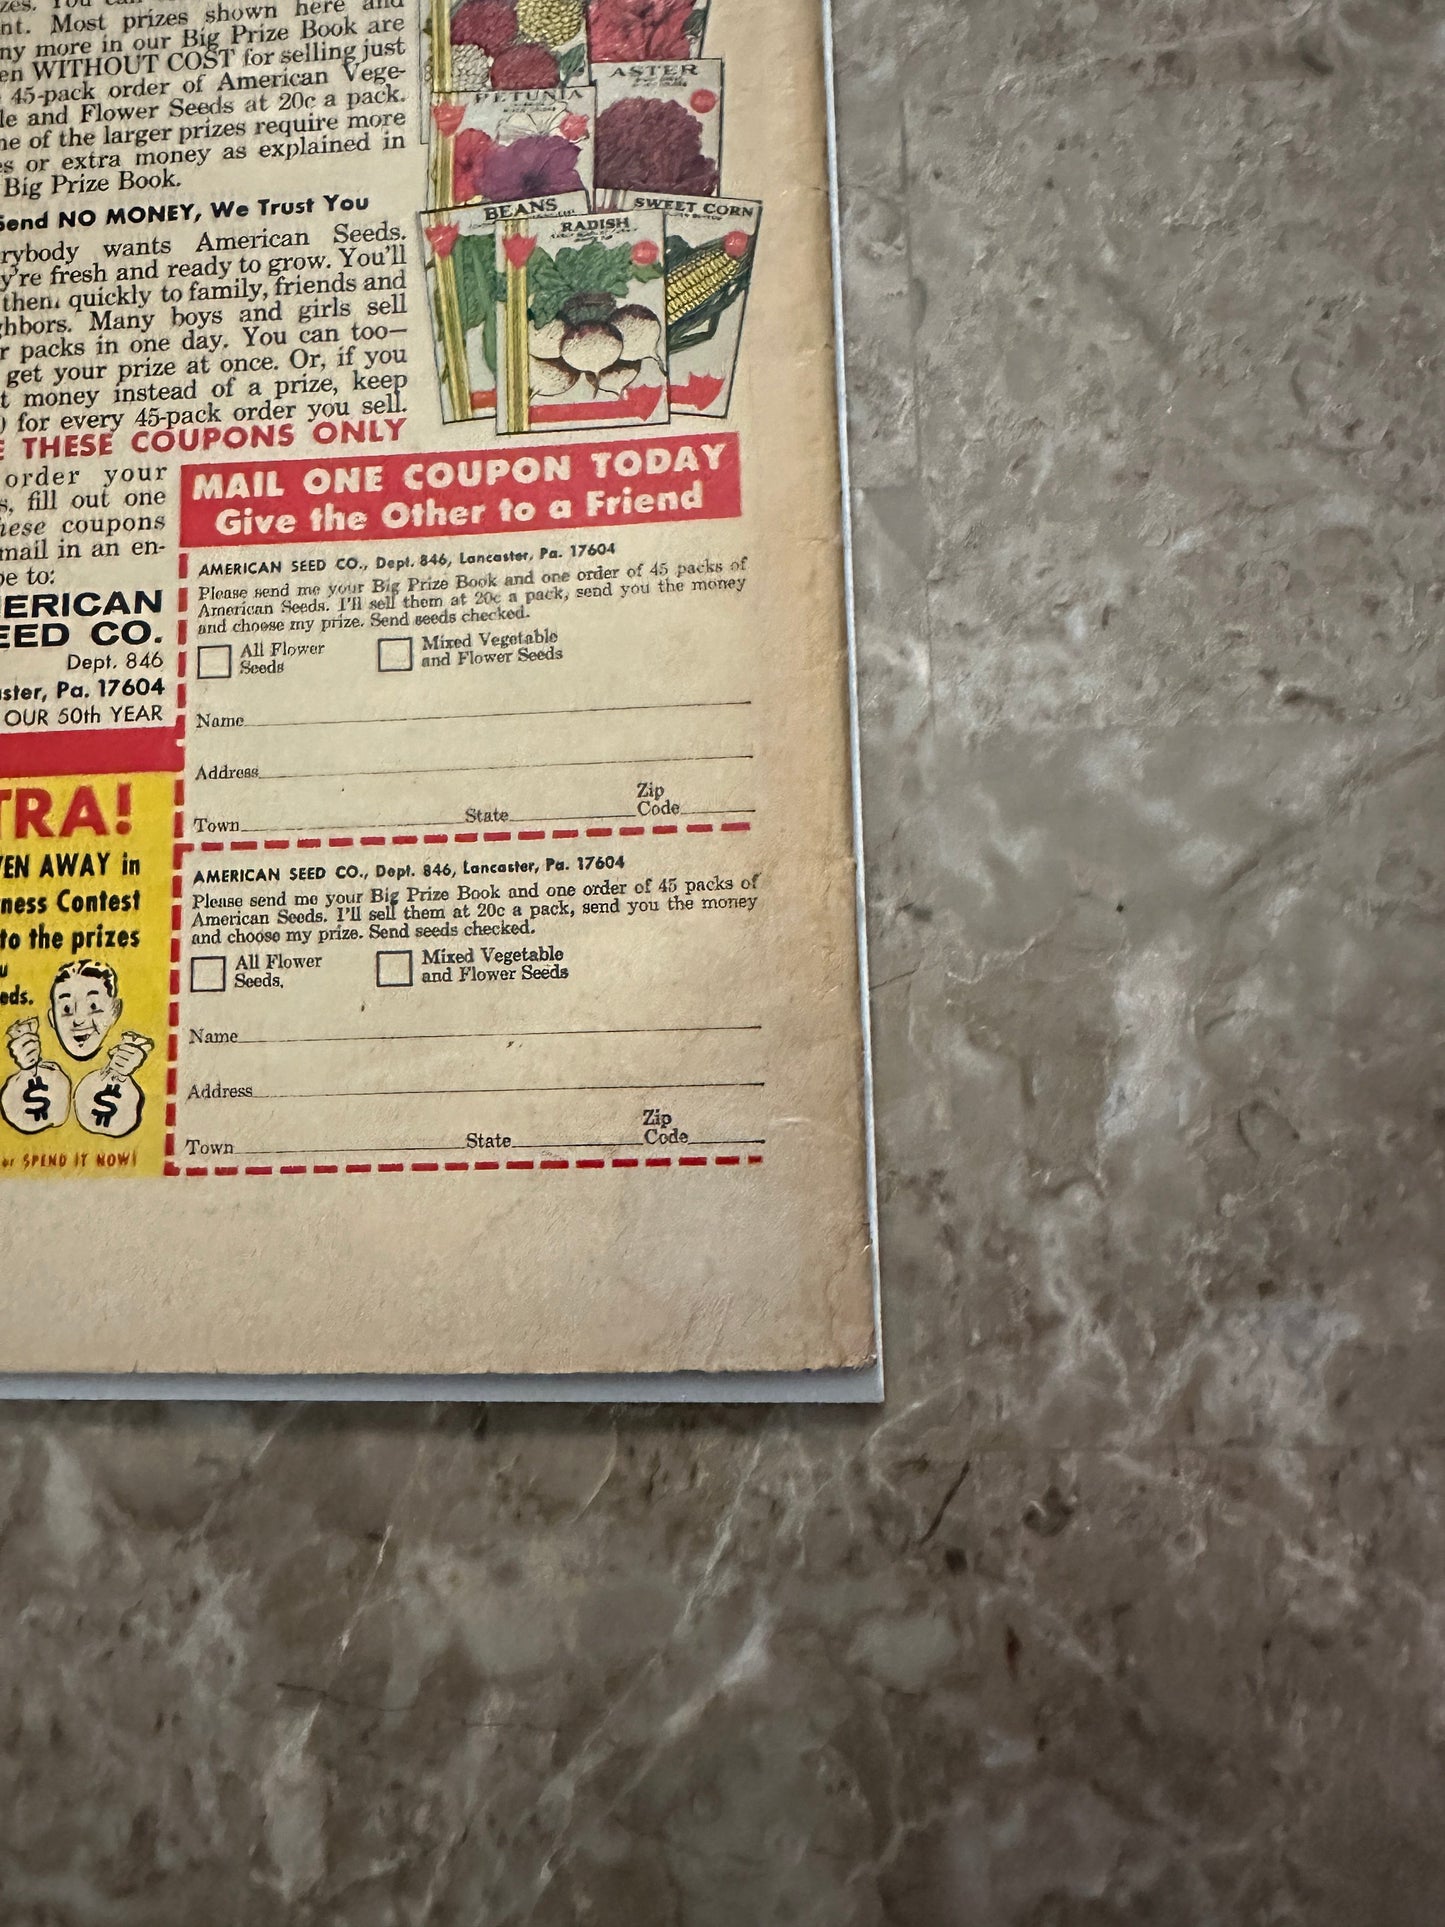 nt. Most prizes shown here and
ny more in our Big Prize Book are
en WITHOUT COST for selling just
45-pack order of American Vege-
le and Flower Seeds at 20c a pack.
ne of the larger prizes require more
es or extra money as explained in
Big Prize Book.
Send NO MONEY, We Trust You
rybody wants American Seeds.
y're fresh and ready to grow. You'll
them quickly to family, friends and
ghbors. Many boys and girls sell
r packs in one day. You can too—
get your prize at once. Or, if you
t money instead of a prize, keep
) for every 45-pack order you sell.
E THESE COUPONS ONLY
order your
s, fill out one
hese coupons
mail in an en-
pe to:
ERICAN
EED CO.
Dept. 846
ster, Pa. 17604
OUR 50th YEAR
TRA!
EN AWAY in
ness Contest
to the prizes
u
eds.
$ $
or SPEND IT NOW!
ASTER
PETUNIA
BEANS
SWEET CORN
RADISH
MAIL ONE COUPON TODAY
Give the Other to a Friend
AMERICAN SEED CO., Dept. 846, Lancaster, Pa. 17604
Please send me your Big Prize Book and one order of 45 packs of
American Seeds. I'll sell them at 20c a pack, send you the money
and choose my prize. Send seeds checked.
All Flower
Seeds
Mixed Vegetable
and Flower Seeds
Name
Address
Zip
Town State Code
AMERICAN SEED CO., Dept. 846, Lancaster, Pa. 17604
Please send me your Big Prize Book and one order of 45 packs of
American Seeds. I'll sell them at 20c a pack, send you the money
and choose my prize. Send seeds checked.
All Flower
Seeds.
Mixed Vegetable
and Flower Seeds
Name
Address
Zip
Town State Code